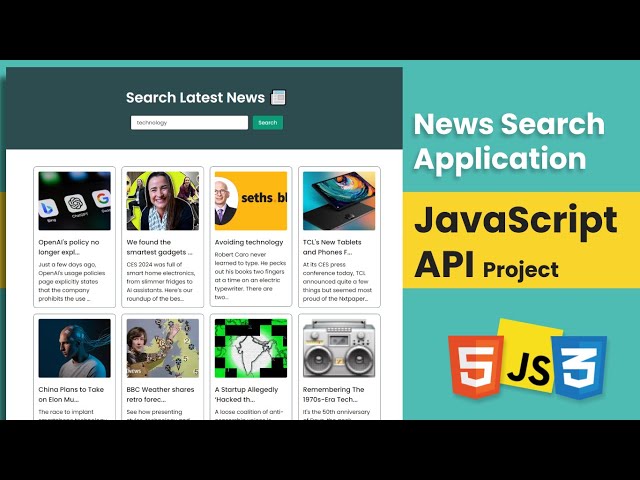 Search Latest News
technology
Search
News Search
Application
JavaScript
API Project
Bing
ChatGPT
seths.bl
OpenAI's policy no
longer expl...
Just a few days ago,
OpenAI's usage policies
page explicitly states
that the company
prohibits the use ...
We found the
smartest gadgets ...
CES 2024 was full of
smart home electronics,
from slimmer fridges to
AI assistants. Here's our
roundup of the bes...
Avoiding technology
Robert Caro never
learned to type. He pecks
out his books two fingers
at a time on an electric
typewriter. There are
two...
TCL's New Tablets
and Phones F...
At its CES press
conference today, TCL
announced quite a few
things but seemed most
proud of the Nxtpaper...
NEWS
China Plans to Take
on Elon Mu...
The race to implant
BBC Weather shares
retro forec...
See how presenting
A Startup Allegedly
'Hacked th...
A loose coalition of anti-
Remembering The
1970s-Era Tech...
It's the 50th anniversary
5
JS
3